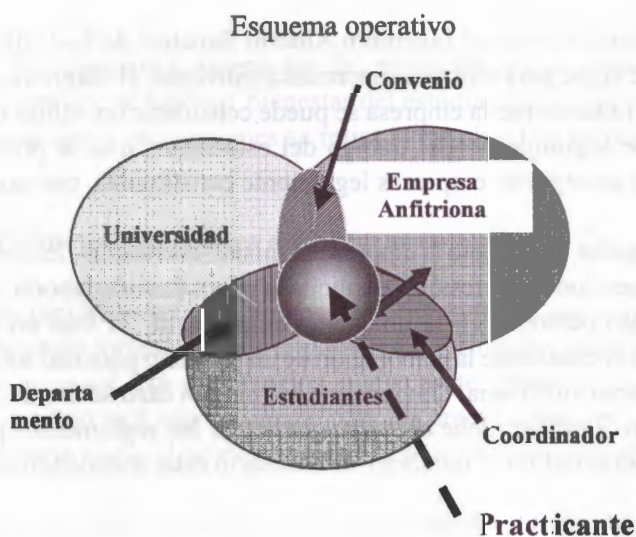 Esquema operativo
Convenio
Universidad
Empresa
Anfitriona
Departa
mento
Estudiantes
Coordinador
Practicante